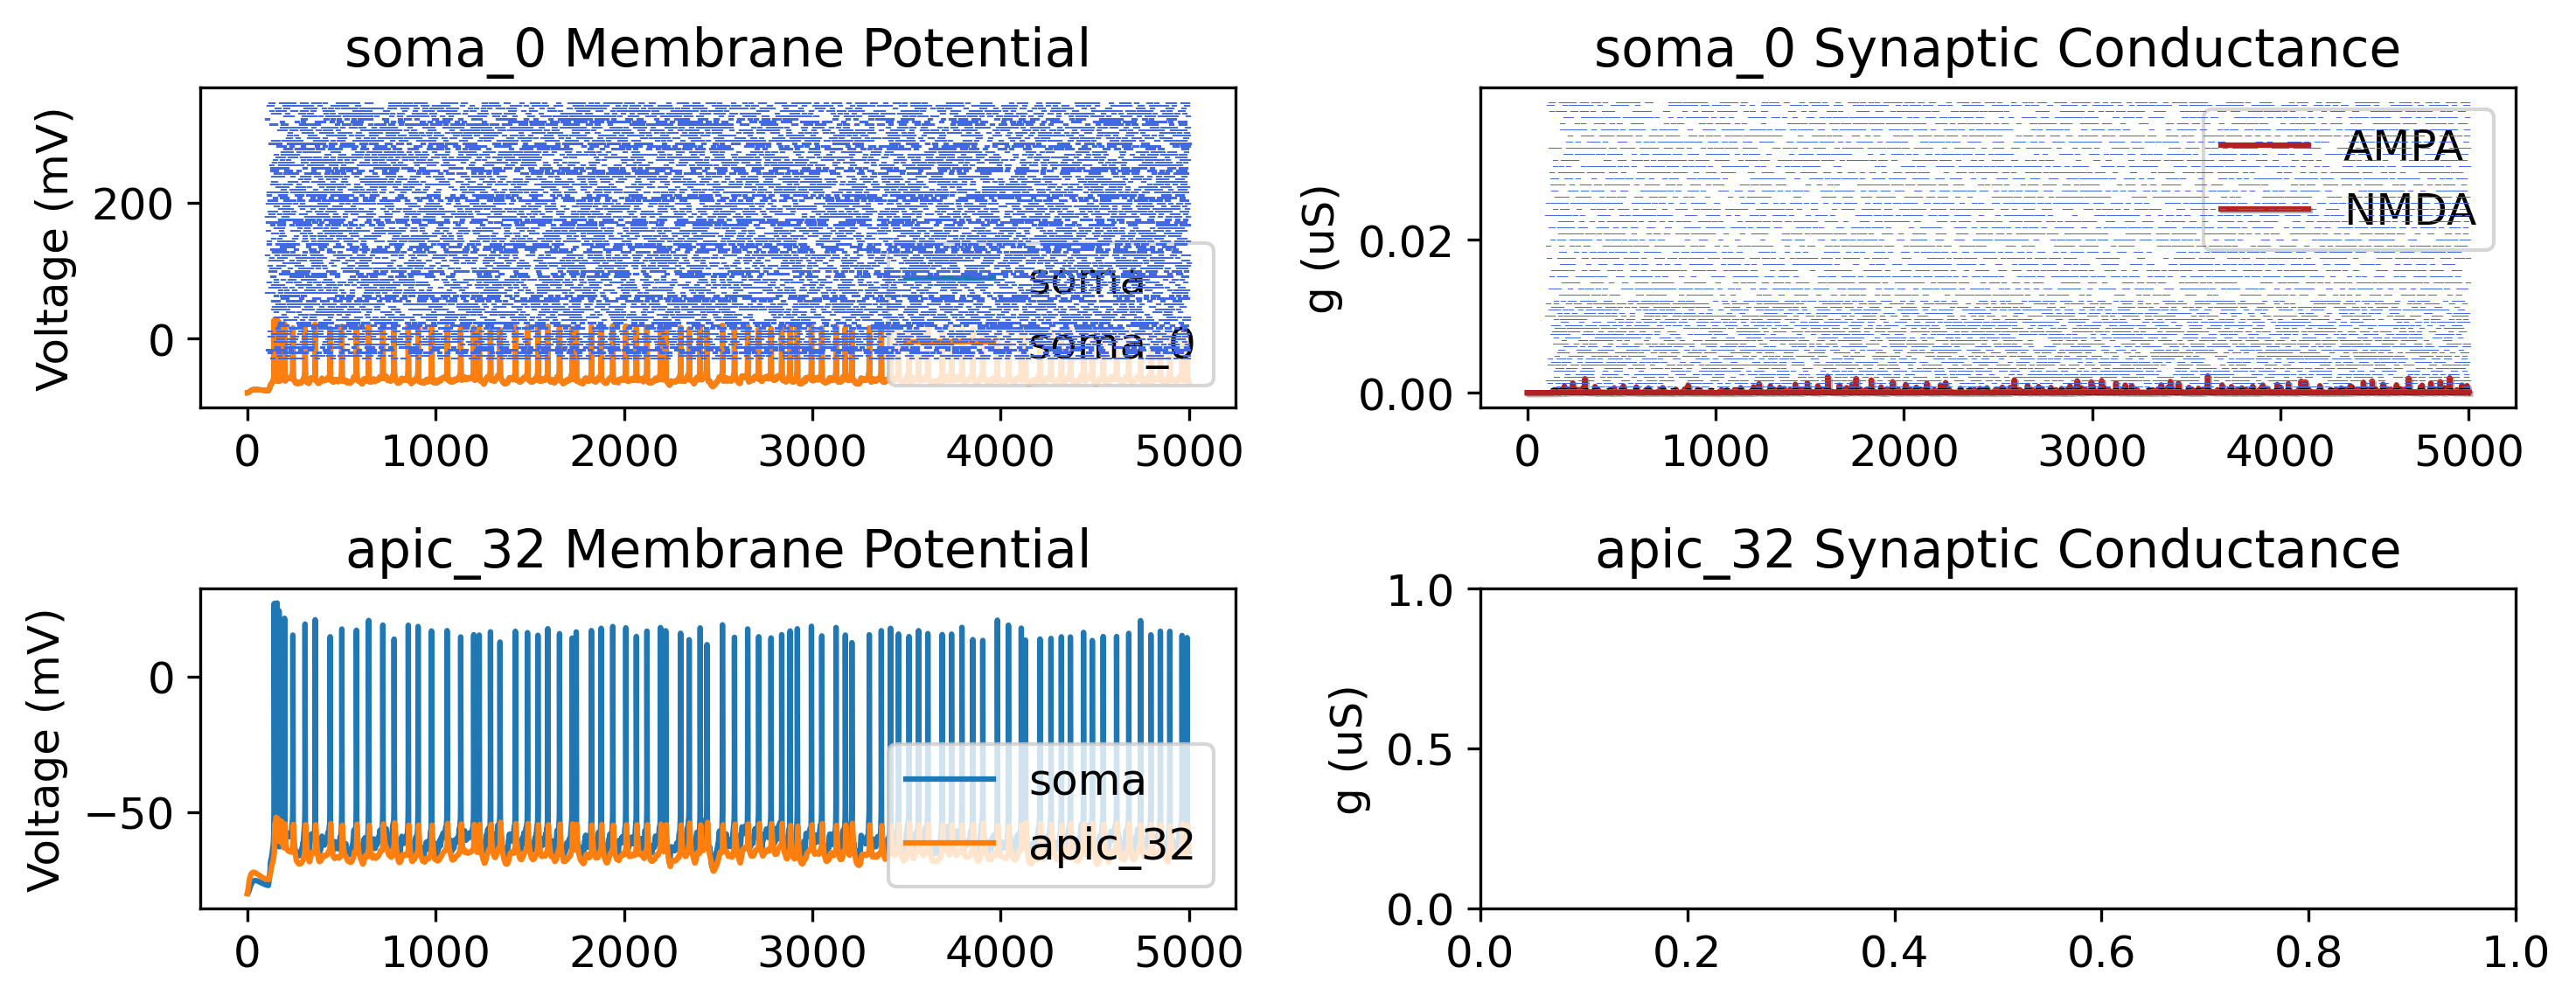 soma_0 Membrane Potential
Voltage (mV)
200
0
soma
soma_0
0 1000 2000 3000 4000 5000
soma_0 Synaptic Conductance
g (uS)
0.02
0.00
AMPA
NMDA
0 1000 2000 3000 4000 5000
apic_32 Membrane Potential
Voltage (mV)
0
−50
soma
apic_32
0 1000 2000 3000 4000 5000
apic_32 Synaptic Conductance
g (uS)
1.0
0.5
0.0
0.0 0.2 0.4 0.6 0.8 1.0